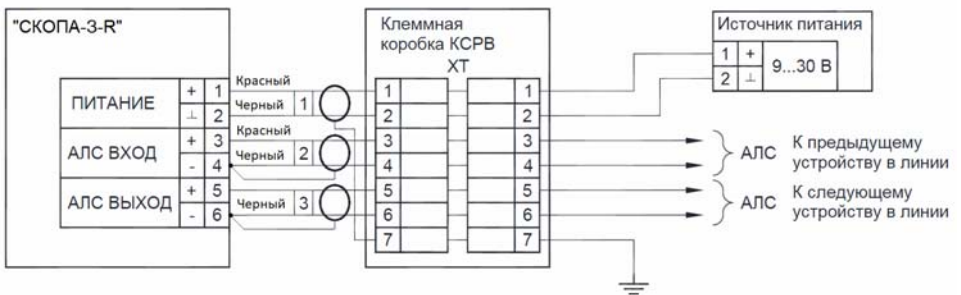 "СКОПА-3-R"
ПИТАНИЕ
+ 1
⊥ 2
АЛС ВХОД
+ 3
- 4
АЛС ВЫХОД
+ 5
- 6
Красный
Черный 1
Красный
Черный 2
Черный 3
Клеммная
коробка КСРВ
XT
1 1
2 2
3 3
4 4
5 5
6 6
7 7
Источник питания
1 +
2 ⊥
9...30 В
АЛС
К предыдущему
устройству в линии
АЛС
К следующему
устройству в линии